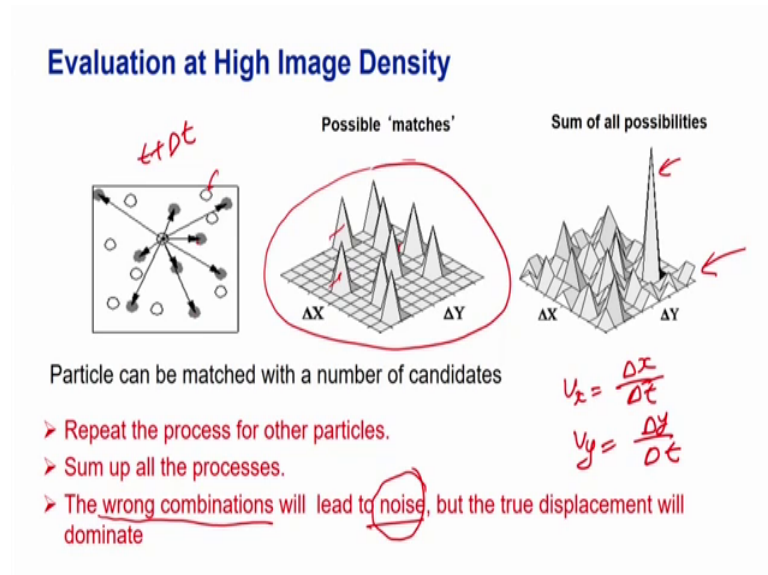 Evaluation at High Image Density
Possible ‘matches’
Sum of all possibilities
t+Dt
ΔX
ΔY
ΔX
ΔY
Particle can be matched with a number of candidates
Vx = Δx/Δt
Vy = Δy/Dt
➢ Repeat the process for other particles.
➢ Sum up all the processes.
➢ The wrong combinations will lead to noise, but the true displacement will
dominate